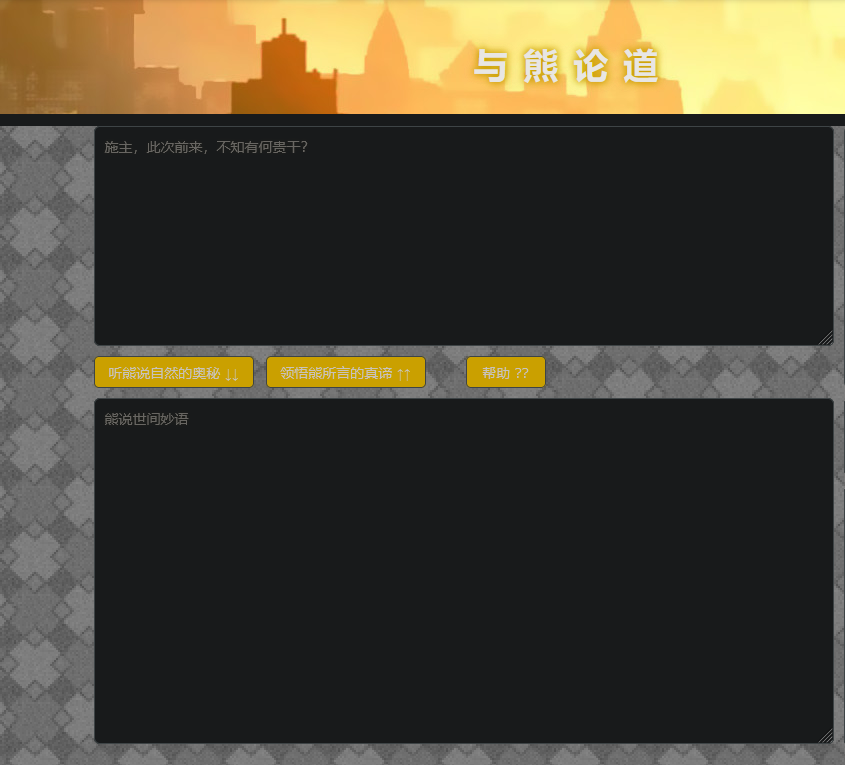 与熊论道
施主，此次前来，不知有何贵干？
听熊说自然的奥秘 ↓↓
领悟熊所言的真谛 ↑↑
帮助 ??
熊说世间妙语